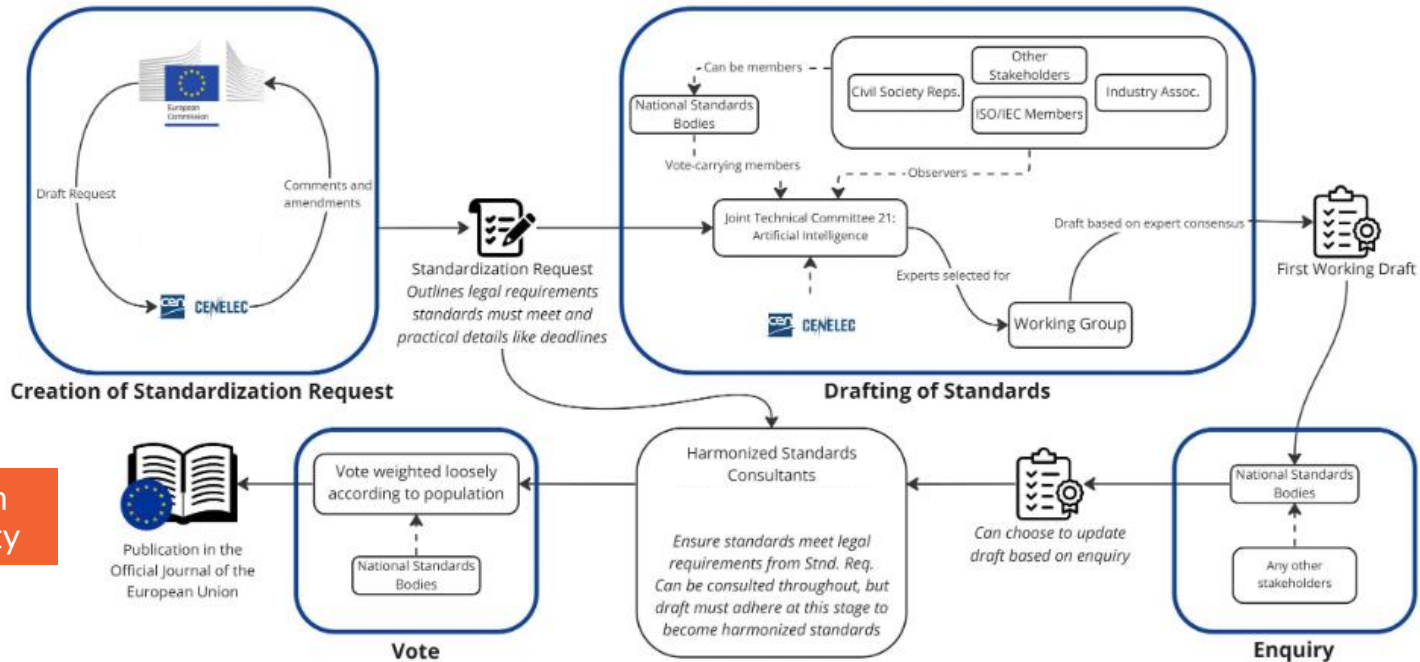 European
Commission
Draft Request
Comments and
amendments
cen CENELEC
Creation of Standardization Request
Standardization Request
Outlines legal requirements
standards must meet and
practical details like deadlines
Can be members
National Standards
Bodies
Vote-carrying members
Civil Society Reps.
Other
Stakeholders
ISO/IEC Members
Industry Assoc.
Observers
Joint Technical Committee 21:
Artificial Intelligence
cen CENELEC
Experts selected for
Working Group
Draft based on expert consensus
Drafting of Standards
First Working Draft
National Standards
Bodies
Any other
stakeholders
Enquiry
Can choose to update
draft based on enquiry
Harmonized Standards
Consultants
Ensure standards meet legal
requirements from Stnd. Req.
Can be consulted throughout, but
draft must adhere at this stage to
become harmonized standards
Vote weighted loosely
according to population
National Standards
Bodies
Vote
Publication in the
Official Journal of the
European Union